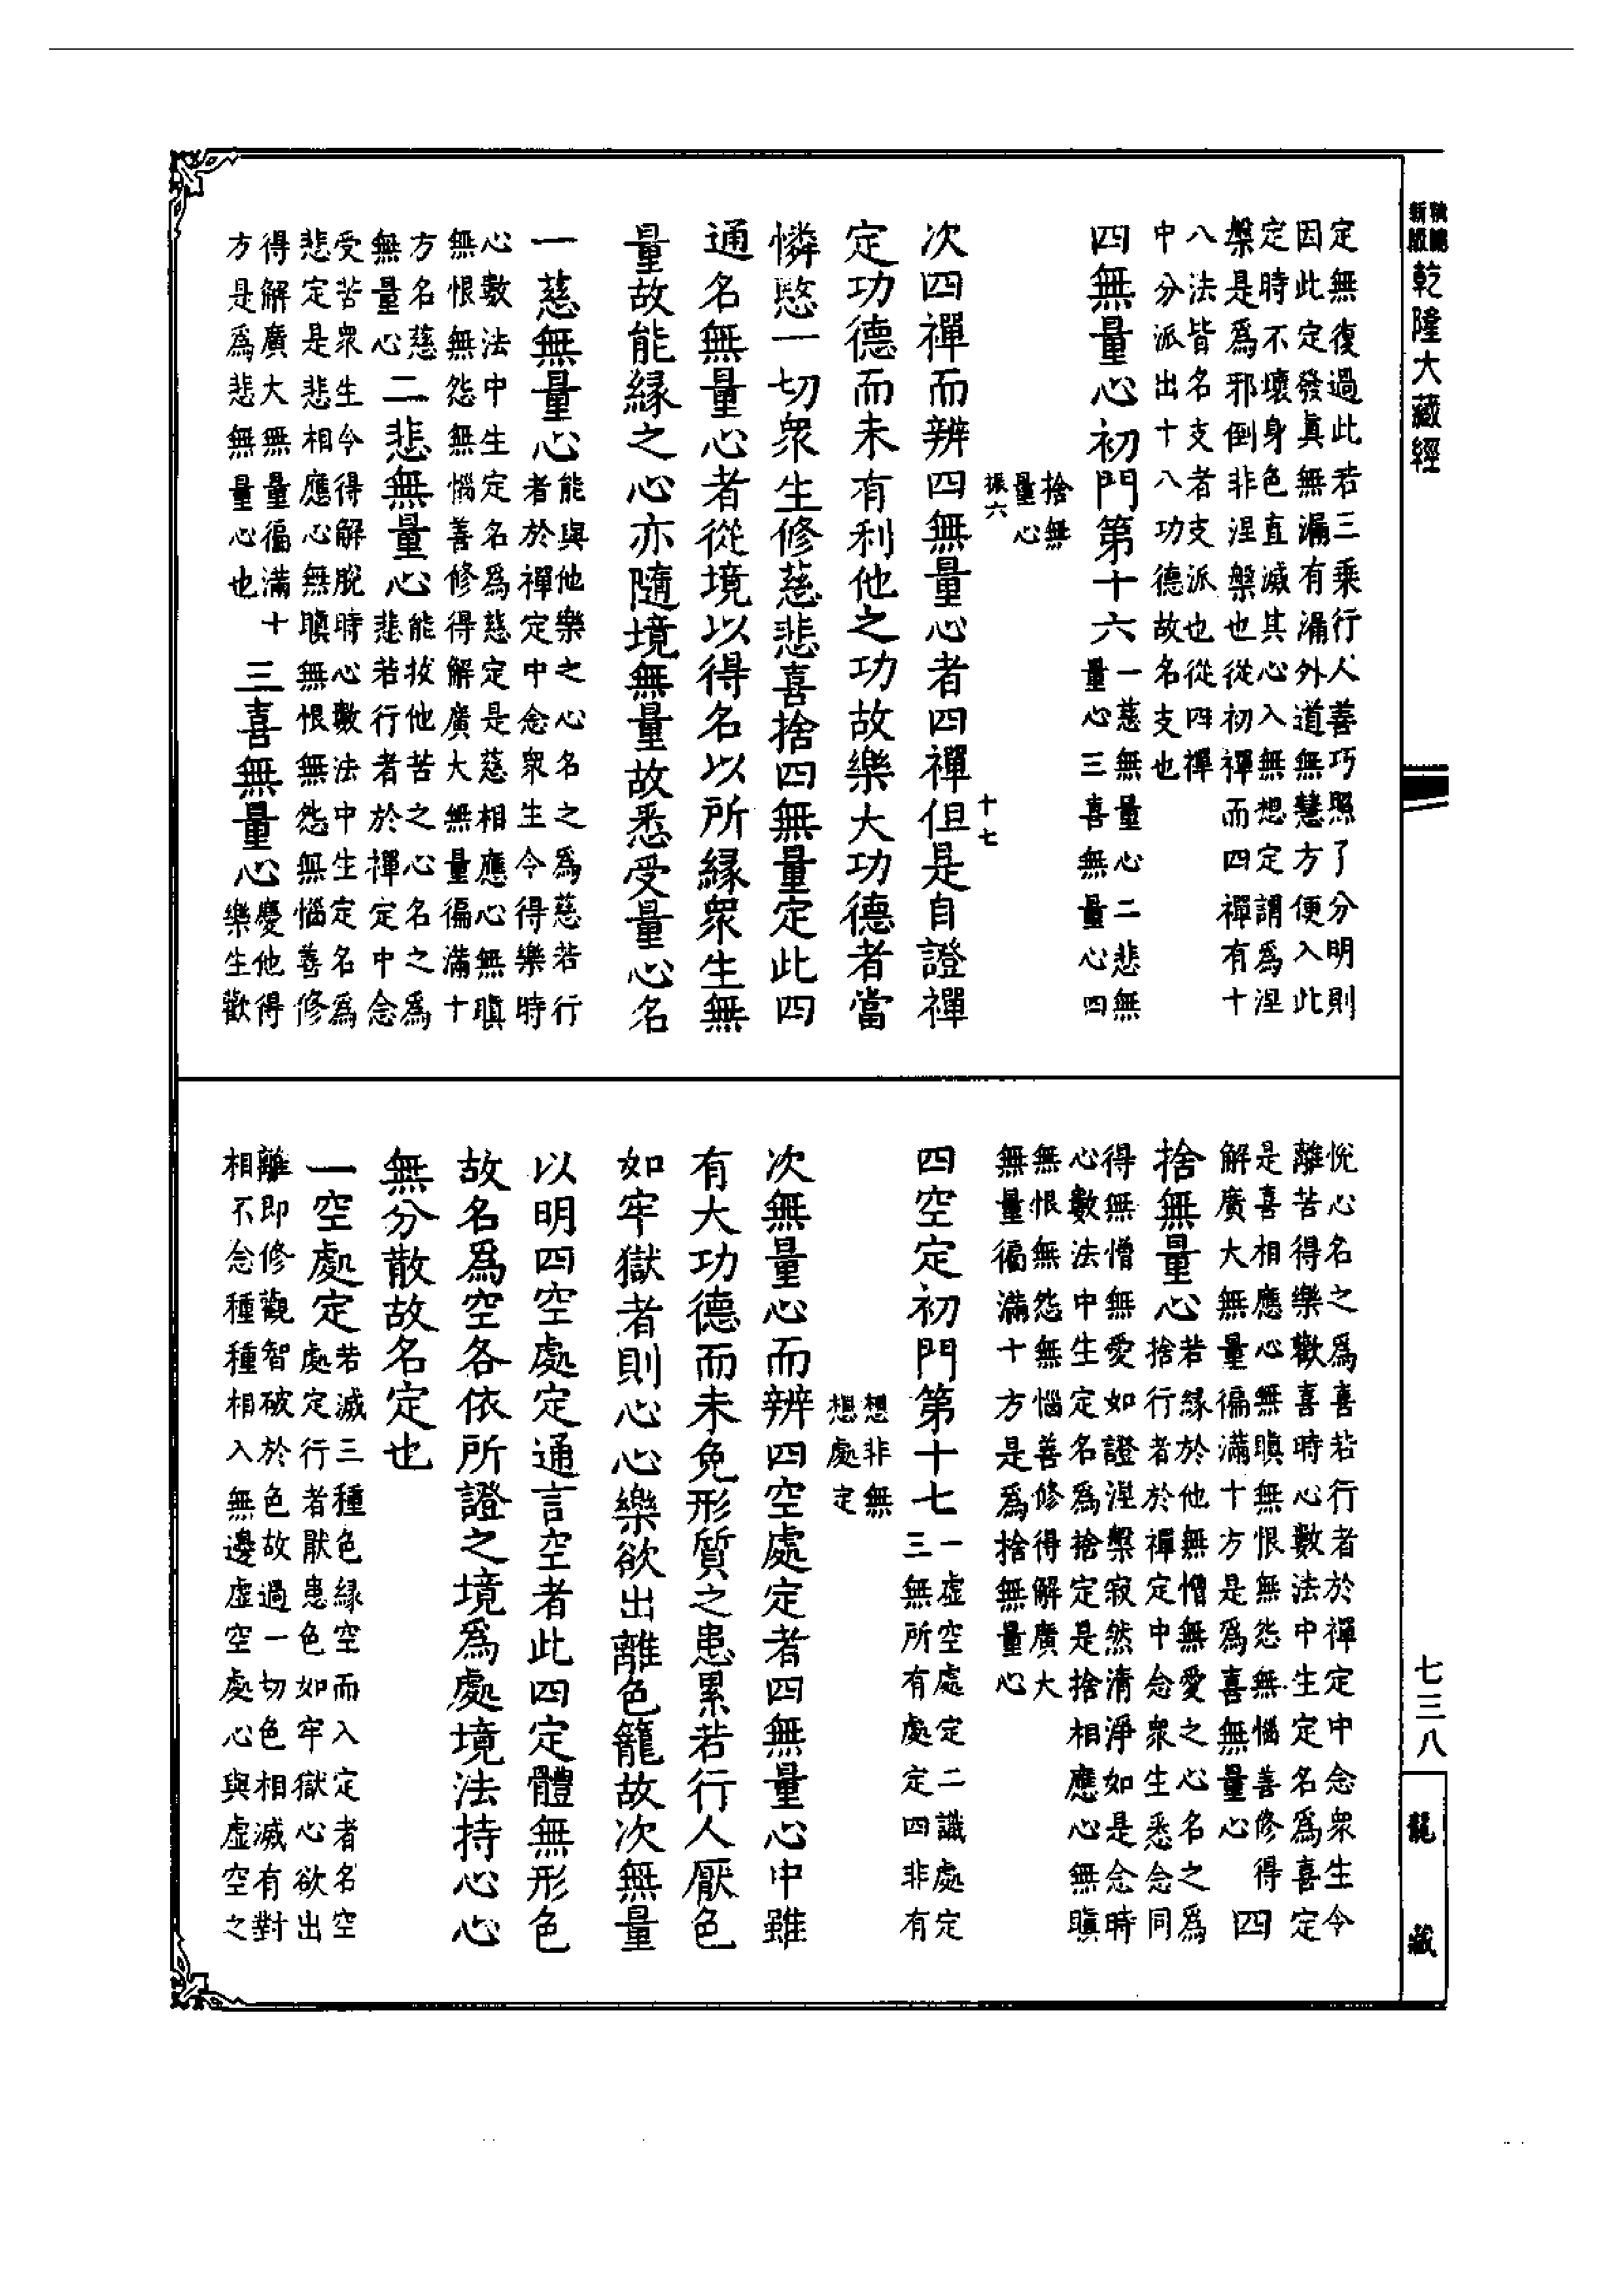 新版精縮
乾隆大藏經
七三八
龍藏
定無復過此若三乘行人善巧照了分明則
因此定發眞無漏有漏外道無慧方便入此
定時不壞身色直滅其心入無想定謂爲涅
槃是爲邪倒非涅槃也從初禪而四禪有十
八法皆名支者支派也從四禪
中分派出十八功德故名支也
四無量心初門第十六
一慈無量心二悲無
量心三喜無量心四
捨無
量心
振六
十七
次四禪而辨四無量心者四禪但是自證禪
定功德而未有利他之功故樂大功德者當
憐愍一切衆生修慈悲喜捨四無量定此四
通名無量心者從境以得名以所緣衆生無
量故能緣之心亦隨境無量故悉受量心名
一慈無量心
能與他樂之心名之爲慈若行
者於禪定中念衆生令得樂時
心數法中生定名爲慈定是慈相應心無瞋
無恨無怨無惱善修得解廣大無量徧滿十
方名慈
無量心
二悲無量心
能拔他苦之心名之爲
悲若行者於禪定中念
受苦衆生令得解脫時心數法中生定名爲
悲定是悲相應心無瞋無恨無怨無惱善修
得解廣大無量徧滿十
方是爲悲無量心也
三喜無量心
慶他得
樂生歡
悅心名之爲喜若行者於禪定中念衆生令
離苦得樂歡喜時心數法中生定名爲喜定
是喜相應心無瞋無恨無怨無惱善修得
解廣大無量徧滿十方是爲喜無量心
四
捨無量心
若緣於他無憎無愛之心名之爲
捨行者於禪定中念衆生悉念同
得無憎無愛如證涅槃寂然清淨如是念時
心數法中生定名爲捨定是捨相應心無瞋
無恨無怨無惱善修得解廣大
無量徧滿十方是爲捨無量心
四空定初門第十七
一虛空處定二識處定
三無所有處定四非有
想非無
想處定
次無量心而辨四空處定者四無量心中雖
有大功德而未免形質之患累若行人厭色
如牢獄者則心心樂欲出離色籠故次無量
以明四空處定通言空者此四定體無形色
故名爲空各依所證之境爲處境法持心心
無分散故名定也
一空處定
若滅三種色緣空而入定者名空
處定行者厭患色如牢獄心欲出
離即修觀智破於色故過一切色相滅有對
相不念種種相入無邊虛空處心與虛空之